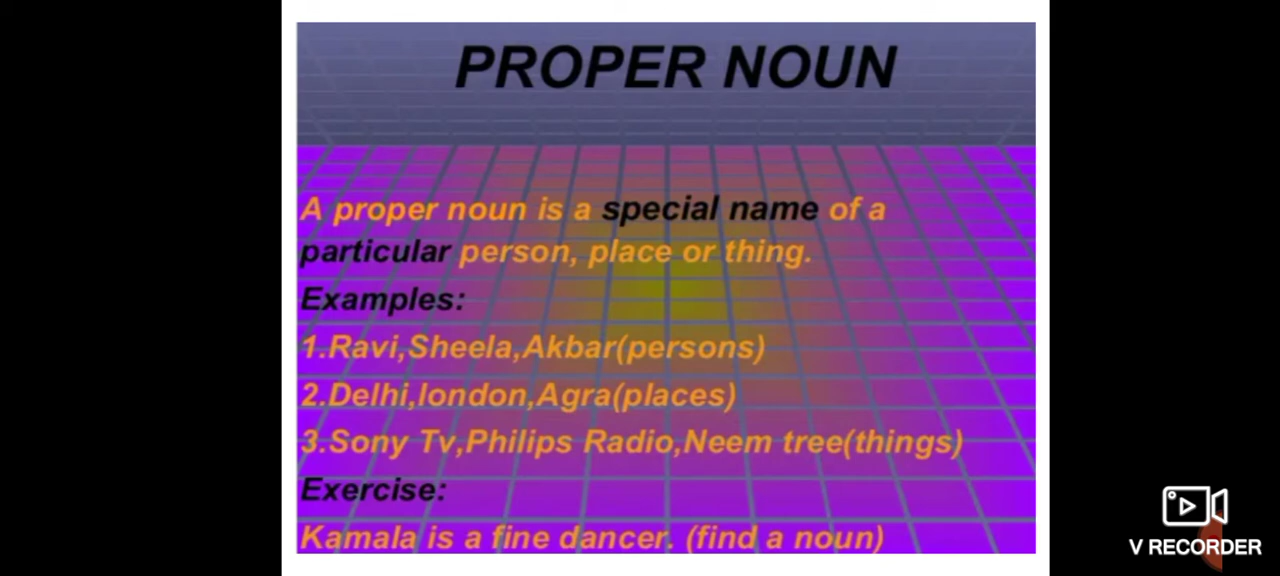 PROPER NOUN
A proper noun is a special name of a
particular person, place or thing.
Examples:
1.Ravi,Sheela,Akbar(persons)
2.Delhi,london,Agra(places)
3.Sony Tv,Philips Radio,Neem tree(things)
Exercise:
Kamala is a fine dancer. (find a noun)
V RECORDER